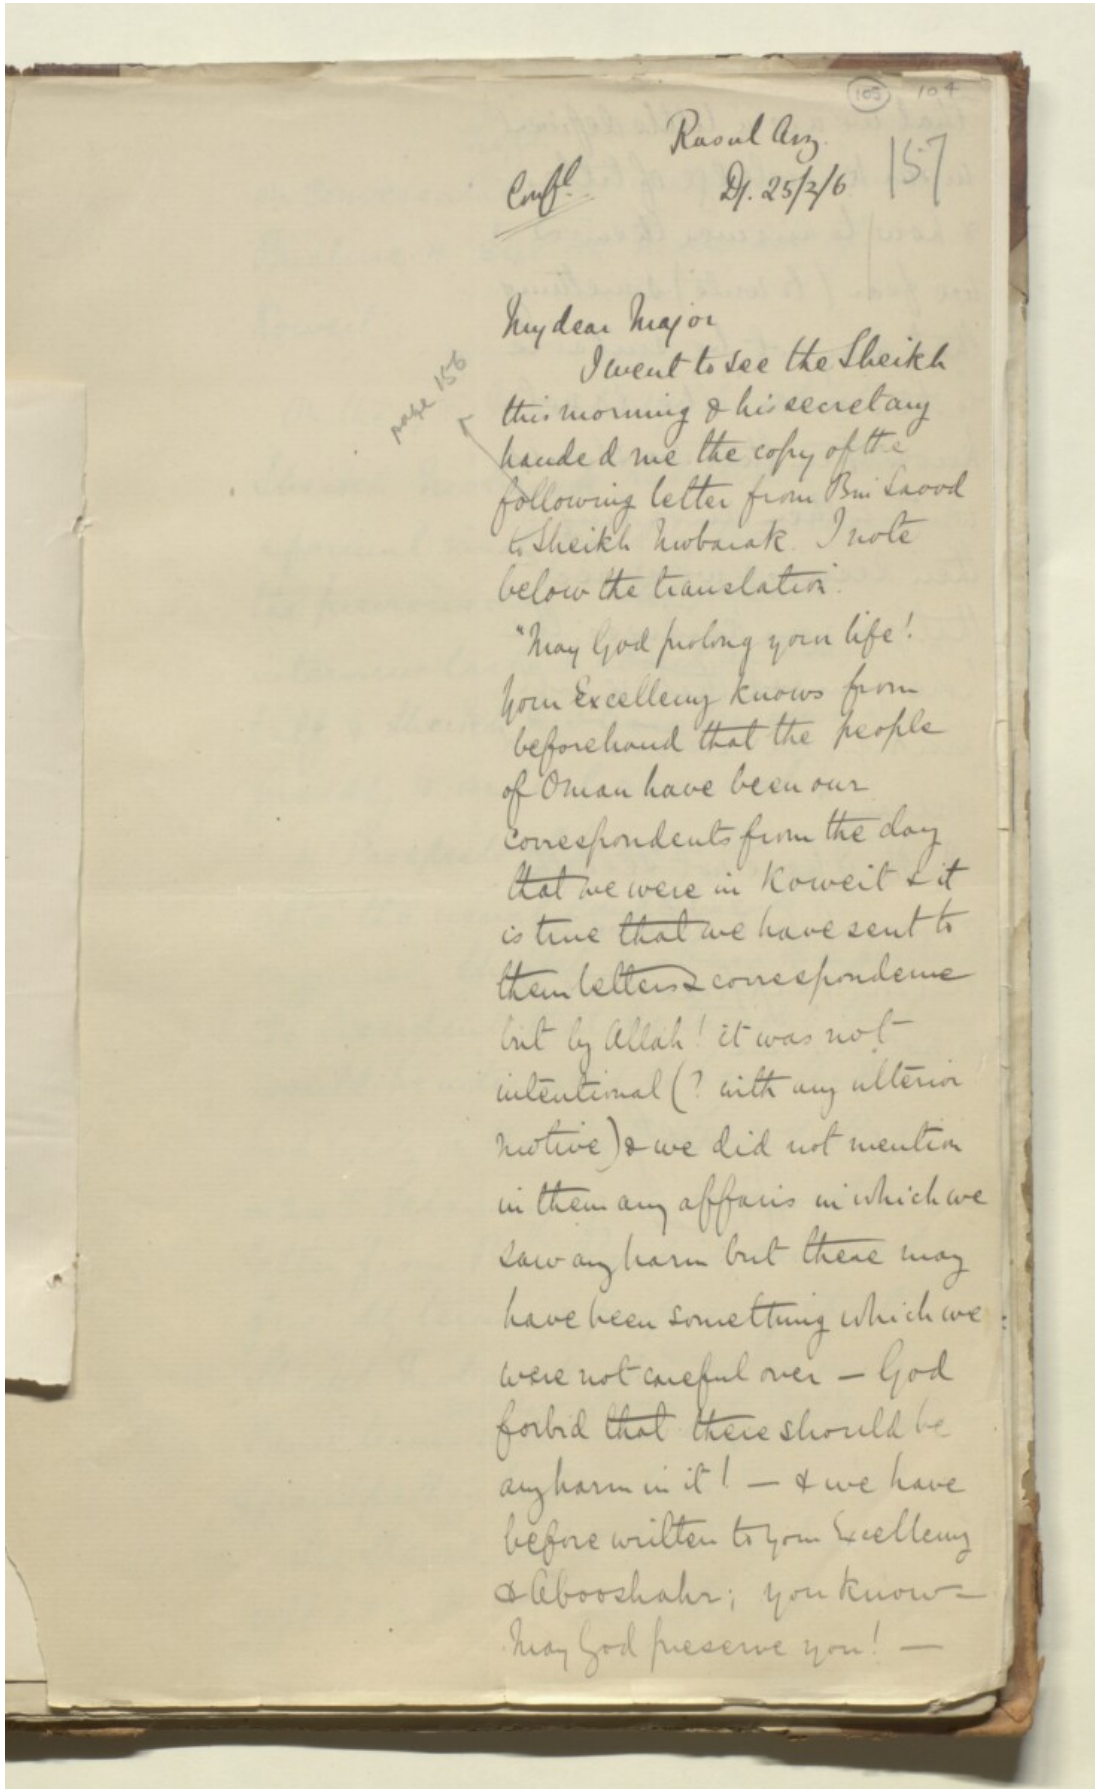 105 104
Rasul Arz.
157
Confl. D/. 25/2/6
My dear Major
I went to see the Sheikh
page 156
this morning & his secretary
handed me the copy of the
following letter from Bin Saood
to Sheikh Mobarak. I note
below the translation.
"May God prolong your life!
Your Excellency knows from
beforehand that the people
of Oman have been our
correspondents from the day
that we were in Koweit & it
is true that we have sent to
them letters & correspondence
but by Allah! it was not
intentional (? with any ulterior
motive) & we did not mention
in them any affairs in which we
saw any harm but there may
have been something which we
were not careful over — God
forbid that there should be
any harm in it! — & we have
before written to your Excellency
& Abooshahr; you know —
May God preserve you! —